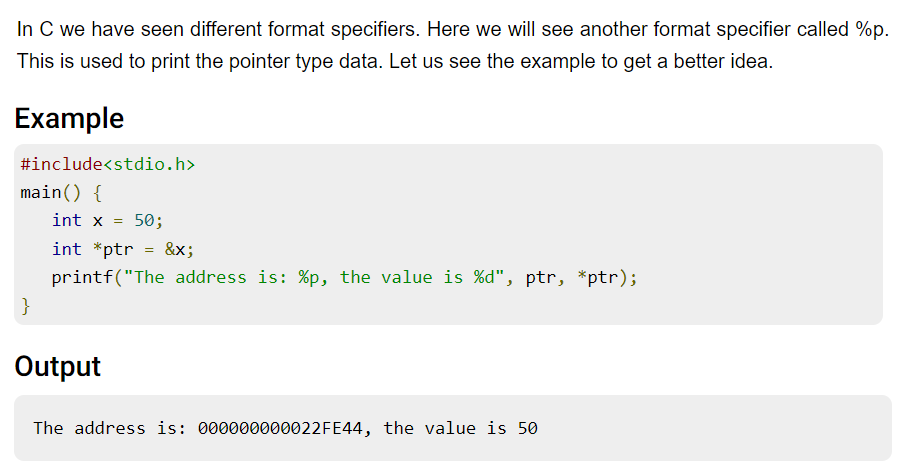 In C we have seen different format specifiers. Here we will see another format specifier called %p.
This is used to print the pointer type data. Let us see the example to get a better idea.
Example
#include<stdio.h>
main() {
   int x = 50;
   int *ptr = &x;
   printf("The address is: %p, the value is %d", ptr, *ptr);
}
Output
The address is: 000000000022FE44, the value is 50